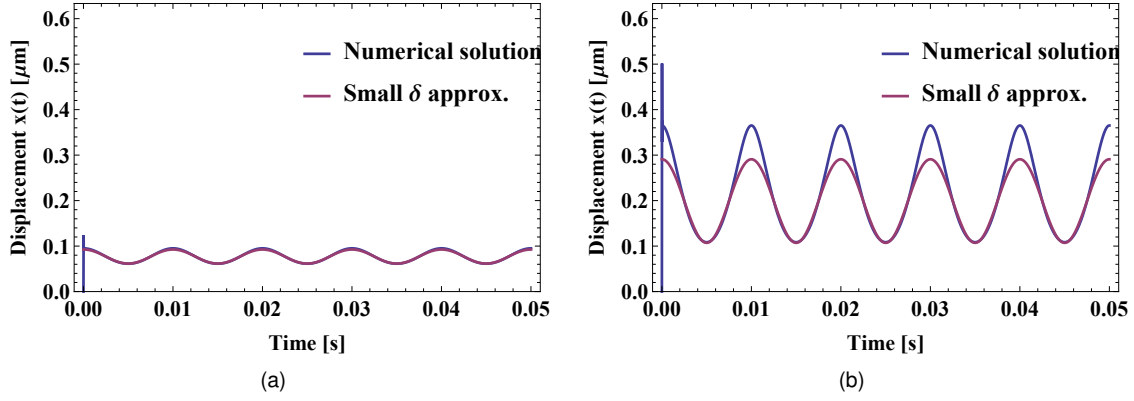 0.6
0.5
0.4
0.3
0.2
0.1
0.0
Displacement x(t) [μm]
Numerical solution
Small δ approx.
0.00 0.01 0.02 0.03 0.04 0.05
Time [s]
(a)
0.6
0.5
0.4
0.3
0.2
0.1
0.0
Displacement x(t) [μm]
Numerical solution
Small δ approx.
0.00 0.01 0.02 0.03 0.04 0.05
Time [s]
(b)